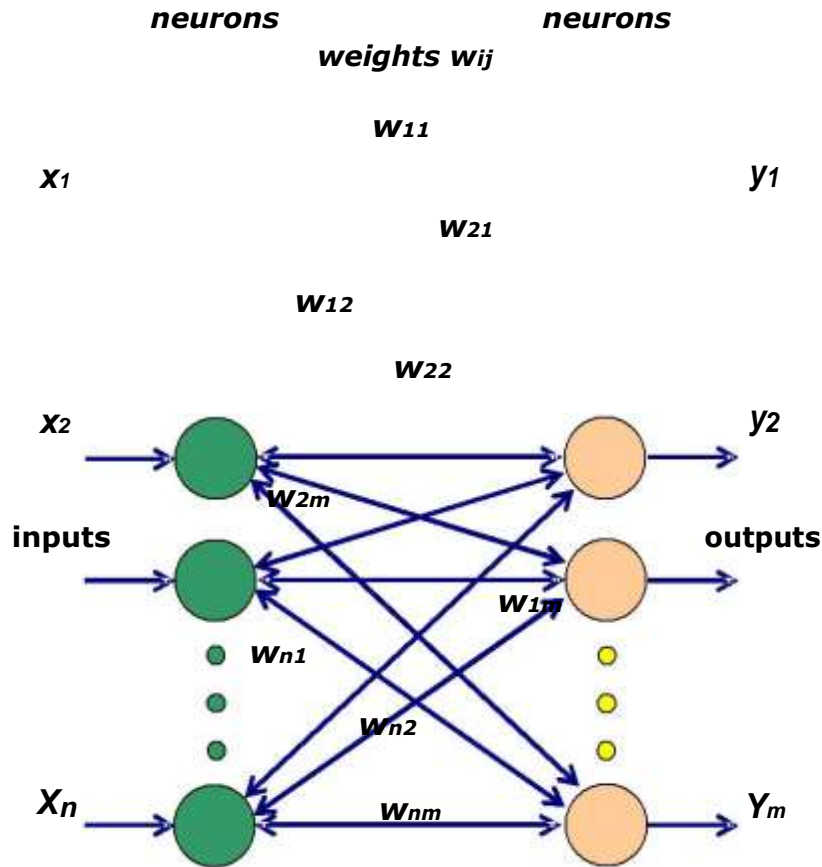 neurons neurons
weights wij
w11
x1 y1
w21
w12
w22
x2 y2
w2m
inputs outputs
w1m
wn1
wn2
Xn wnm Ym